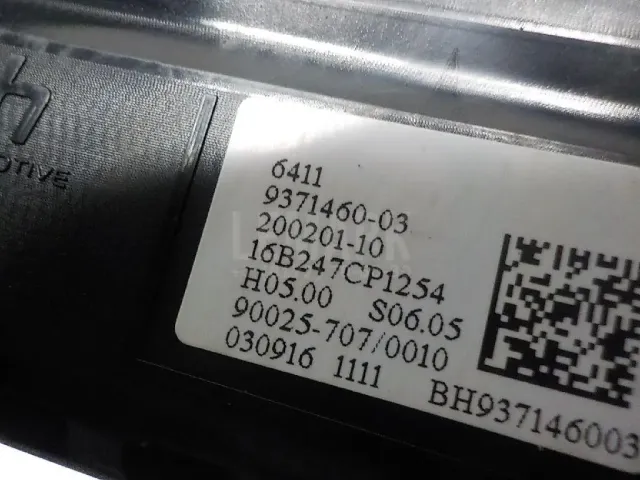 h
OTIVE
6411
9371460-03
200201-10
16B247CP1254
H05.00 S06.05
90025-707/0010
030916 1111 BH937146003